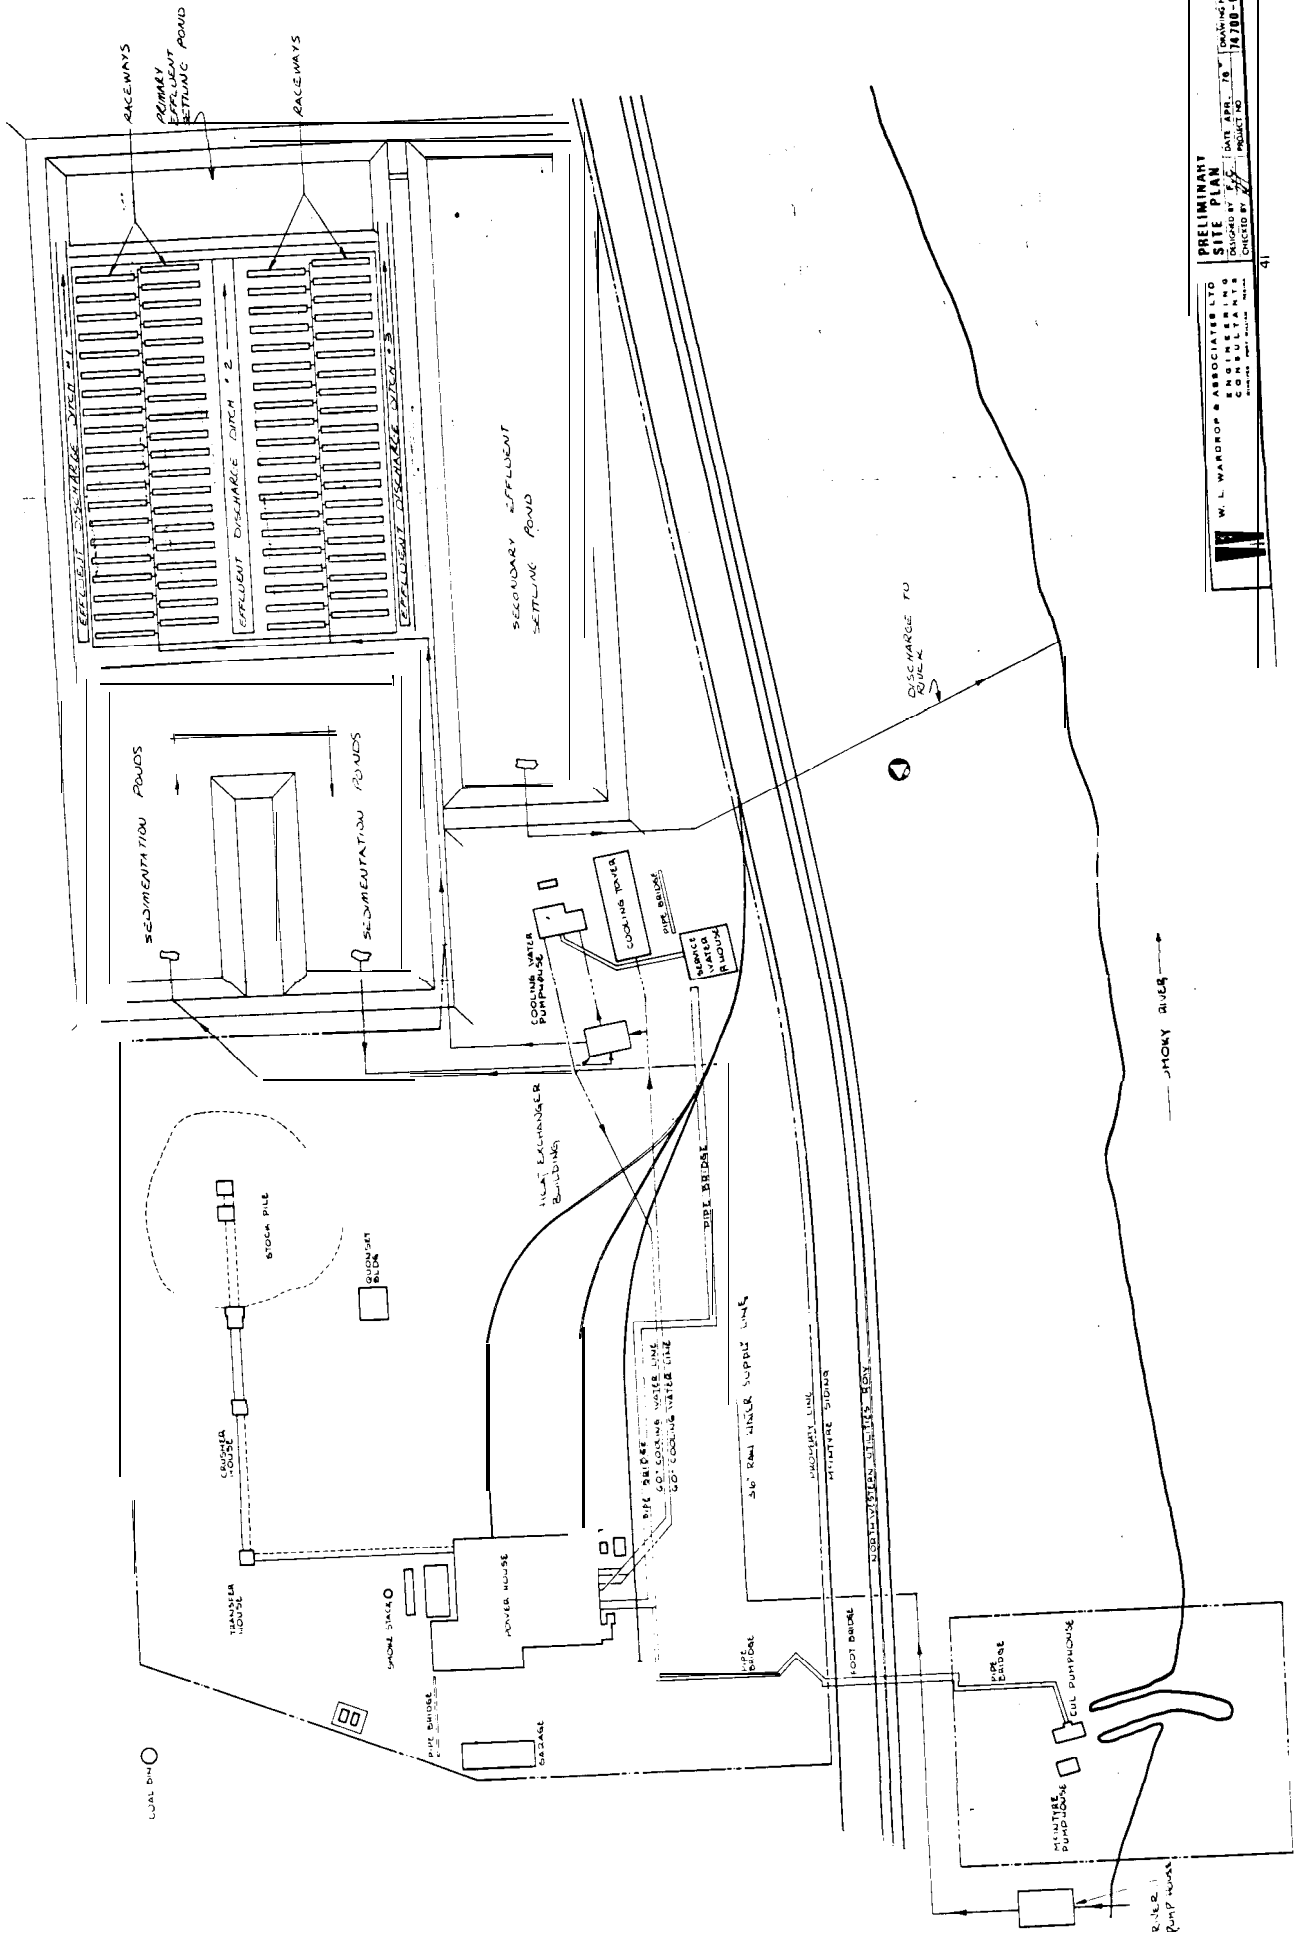 RACEWAYS
PRIMARY
EFFLUENT
SETTLING POND
RACEWAYS
EFFLUENT DISCHARGE DITCH #1
EFFLUENT DISCHARGE DITCH #2
EFFLUENT DISCHARGE DITCH #3
SECONDARY EFFLUENT
SETTLING POND
SEDIMENTATION PONDS
SEDIMENTATION PONDS
DISCHARGE TO
RIVER
COOLING WATER
PUMPHOUSE
COOLING TOWER
PIPE BRIDGE
SERVICE
WATER
P.HOUSE
HEAT EXCHANGER
BUILDING
PIPE BRIDGE
STOCK PILE
QUONSET
BLDG
CRUSHER
HOUSE
TRANSFER
HOUSE
SMOKE STACK
POWER HOUSE
PIPE BRIDGE
60" COOLING WATER LINE
60" COOLING WATER LINE
36" RAW WATER SUPPLY LINE
PROPERTY LINE
McINTYRE SIDING
NORTHWESTERN UTILITIES ROW
PIPE BRIDGE
GARAGE
COAL BIN
PIPE
BRIDGE
FOOT BRIDGE
PIPE
BRIDGE
CUL PUMPHOUSE
McINTYRE
PUMPHOUSE
RIVER
PUMP HOUSE
SMOKY RIVER
W. L. WARDROP & ASSOCIATES LTD
ENGINEERING
CONSULTANTS
PRELIMINARY
SITE PLAN
DESIGNED BY F.C.
DATE APR. 78
DRAWING
CHECKED BY
PROJECT NO
74700-
41